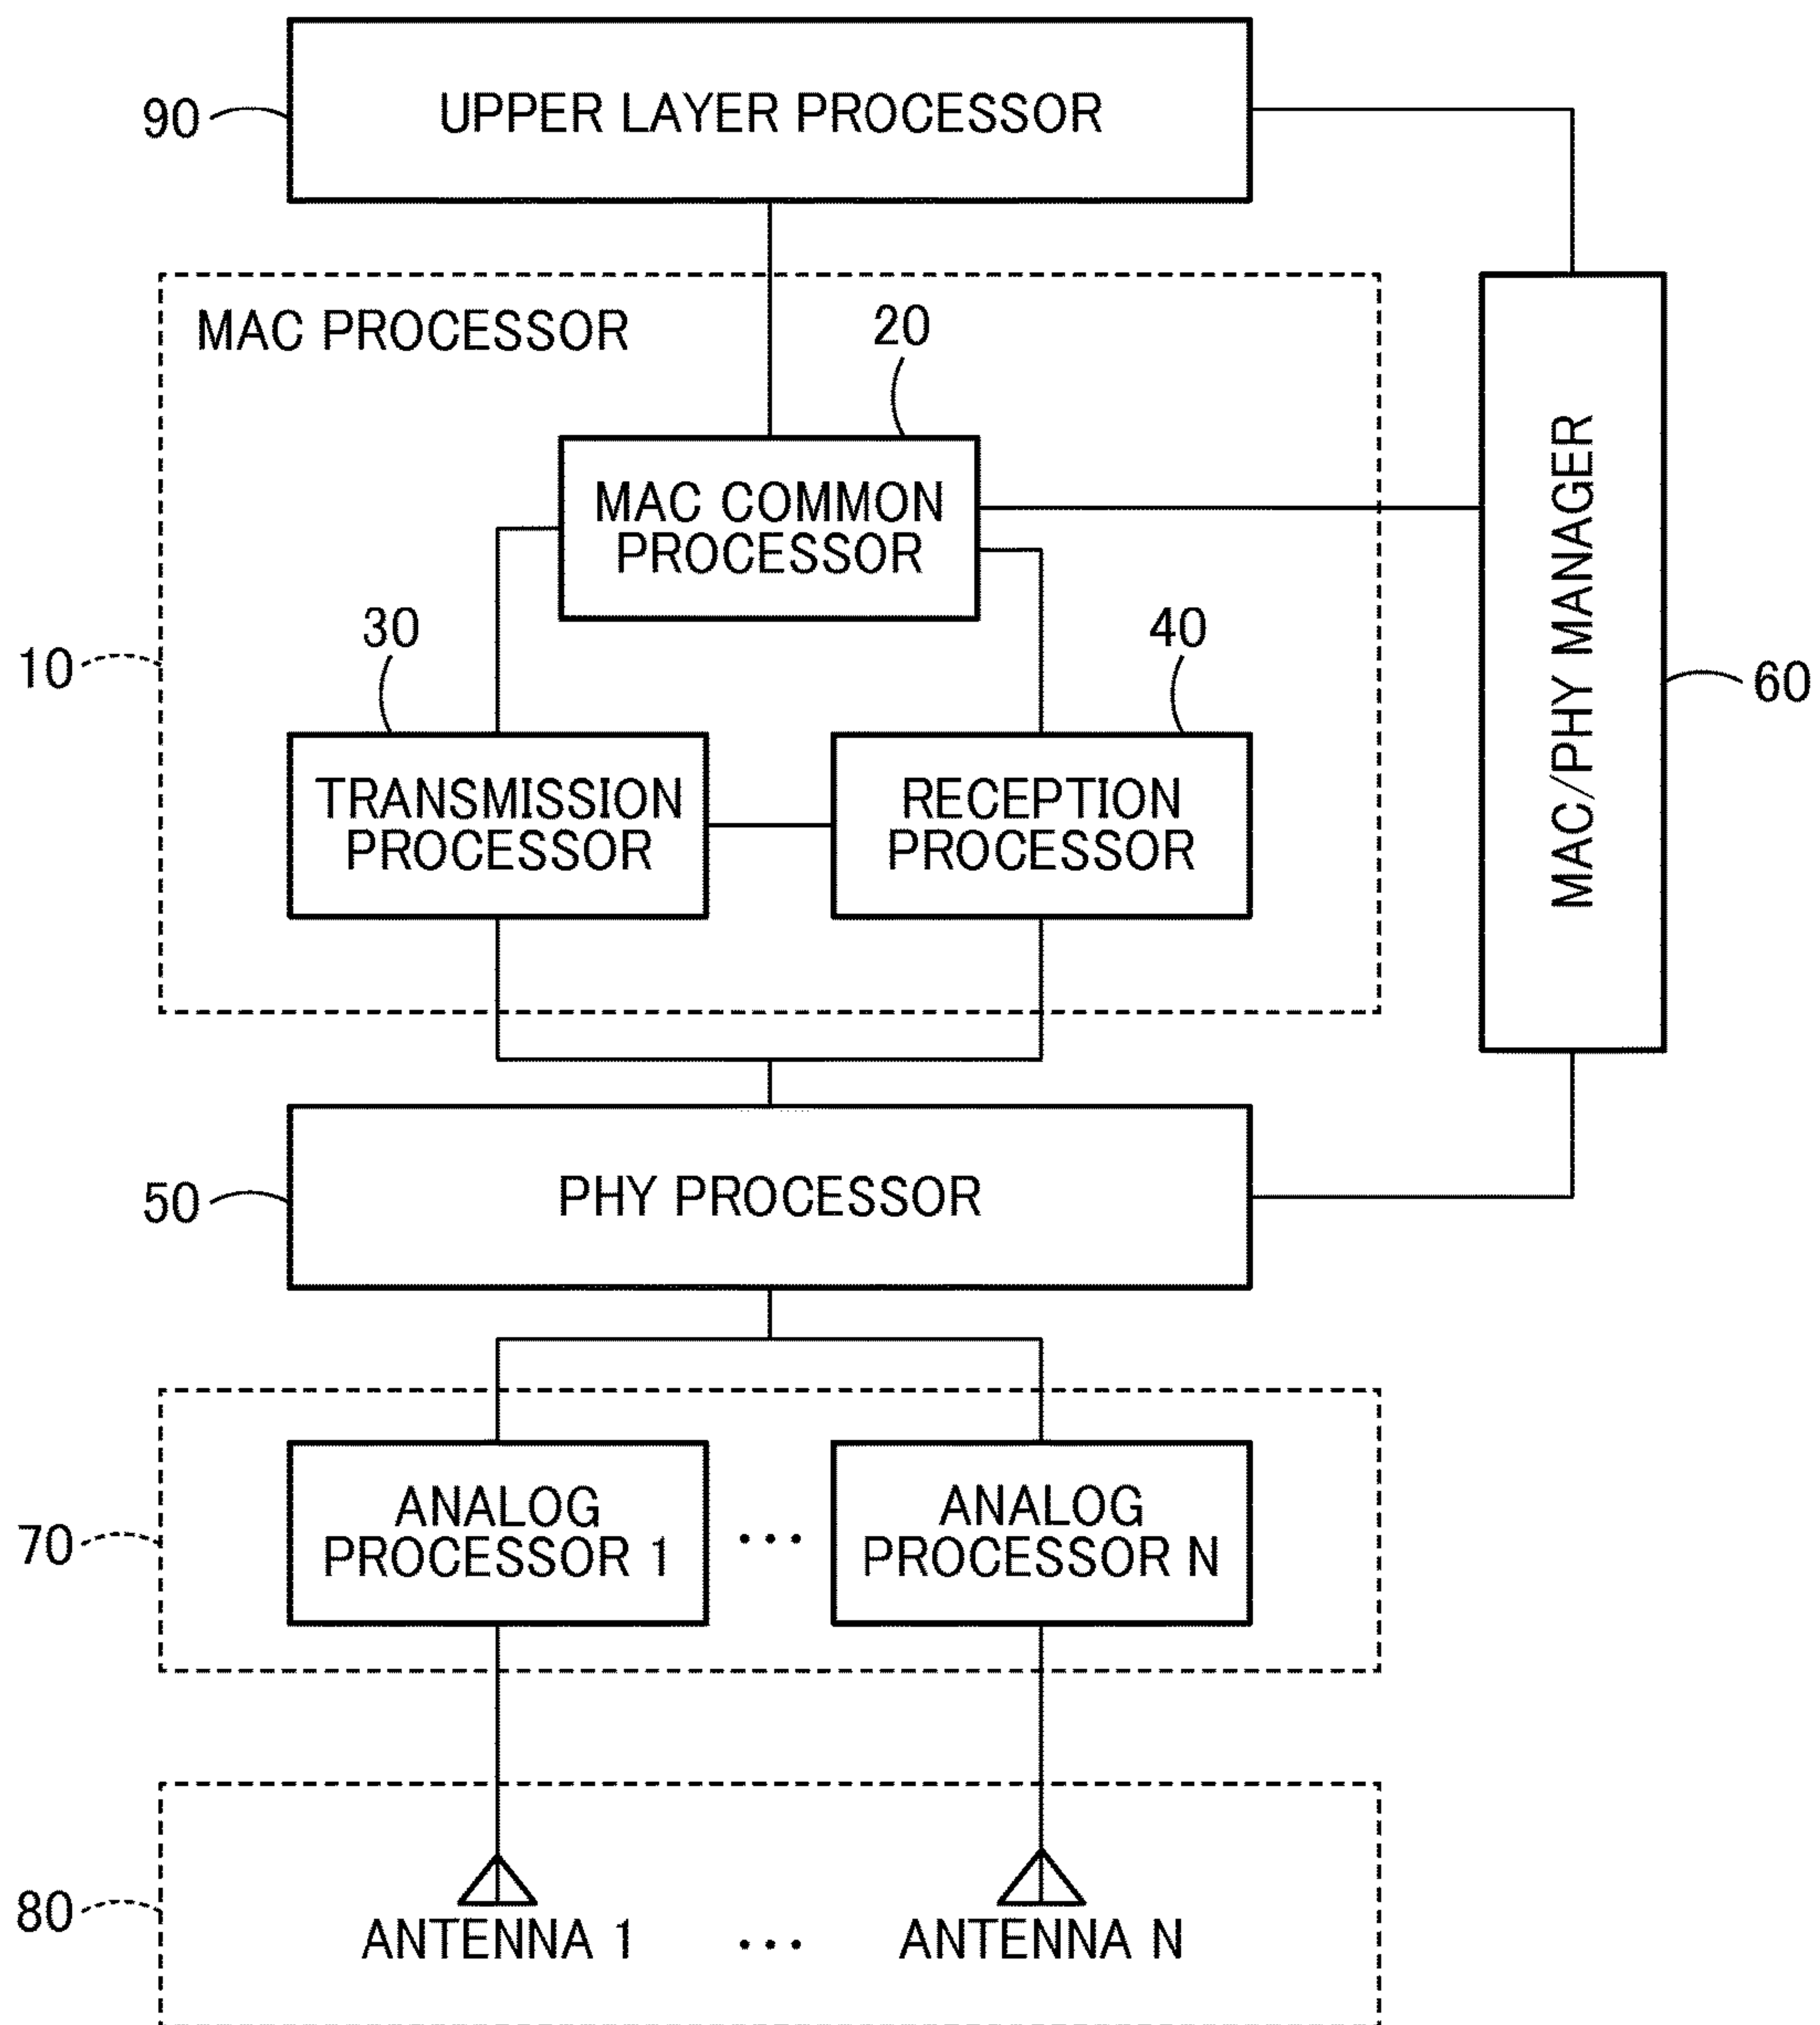 90
UPPER LAYER PROCESSOR
MAC PROCESSOR
20
MAC COMMON
PROCESSOR
MAC/PHY MANAGER
60
10
30
40
TRANSMISSION
PROCESSOR
RECEPTION
PROCESSOR
50
PHY PROCESSOR
70
ANALOG
PROCESSOR 1
...
ANALOG
PROCESSOR N
80
ANTENNA 1
...
ANTENNA N